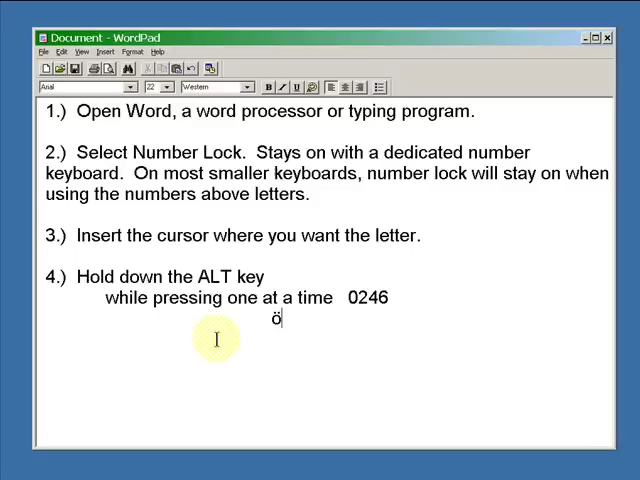 Document - WordPad
File Edit View Insert Format Help
Arial 22 Western B I U
1.) Open Word, a word processor or typing program.
2.) Select Number Lock. Stays on with a dedicated number
keyboard. On most smaller keyboards, number lock will stay on when
using the numbers above letters.
3.) Insert the cursor where you want the letter.
4.) Hold down the ALT key
while pressing one at a time 0246
ö